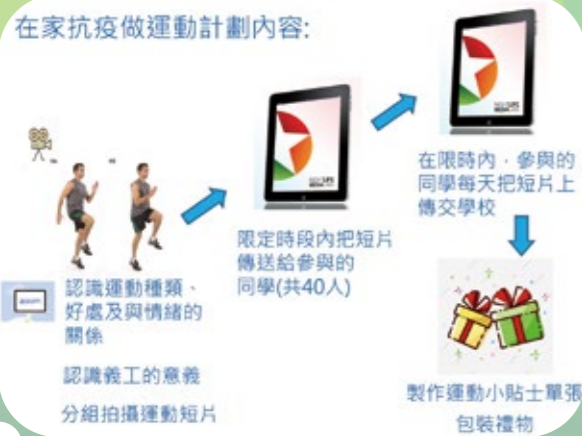 在家抗疫做運動計劃內容:
認識運動種類、
好處及與情緒的
關係
認識義工的意義
分組拍攝運動短片
限定時段內把短片
傳送給參與的
同學(共40人)
在限時內，參與的
同學每天把短片上
傳交學校
製作運動小貼士單張
包裝禮物